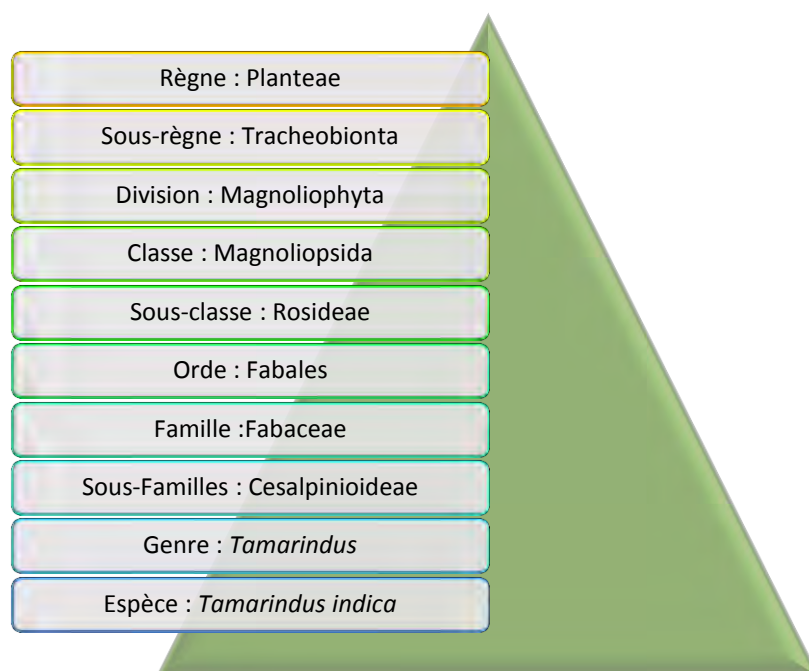 Règne : Planteae
Sous-règne : Tracheobionta
Division : Magnoliophyta
Classe : Magnoliopsida
Sous-classe : Rosideae
Orde : Fabales
Famille :Fabaceae
Sous-Familles : Cesalpinioideae
Genre : Tamarindus
Espèce : Tamarindus indica